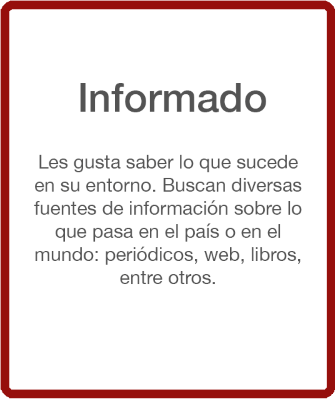 Informado
Les gusta saber lo que sucede
en su entorno. Buscan diversas
fuentes de información sobre lo
que pasa en el país o en el
mundo: periódicos, web, libros,
entre otros.